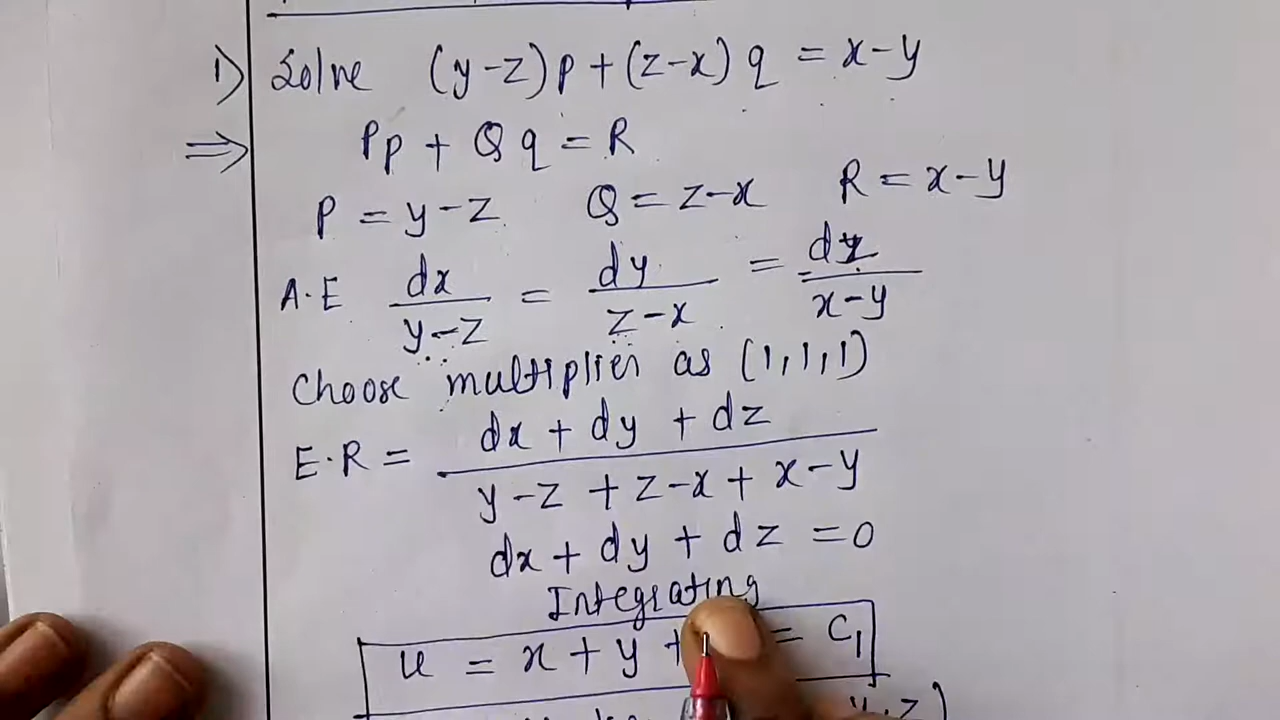 1) Solve (y-z)p + (z-x) q = x-y
⇒ Pp + Qq = R
P = y-z Q = z-x R = x-y
A.E dx/y-z = dy/z-x = dz/x-y
Choose multiplier as (1,1,1)
E.R = dx + dy + dz / y-z + z-x + x-y
dx + dy + dz = 0
Integrating
u = x + y + = C₁
y, z)